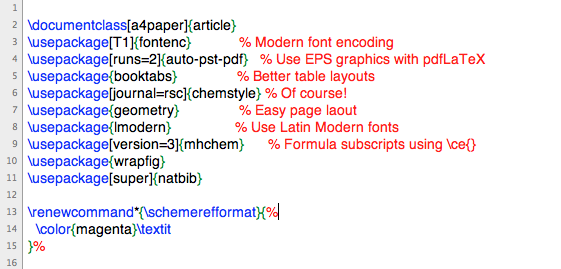 1
2 \documentclass[a4paper]{article}
3 \usepackage[T1]{fontenc} % Modern font encoding
4 \usepackage[runs=2]{auto-pst-pdf} % Use EPS graphics with pdfLaTeX
5 \usepackage{booktabs} % Better table layouts
6 \usepackage[journal=rsc]{chemstyle} % Of course!
7 \usepackage{geometry} % Easy page laout
8 \usepackage{lmodern} % Use Latin Modern fonts
9 \usepackage[version=3]{mhchem} % Formula subscripts using \ce{}
10 \usepackage{wrapfig}
11 \usepackage[super]{natbib}
12
13 \renewcommand*{\schemerefformat}{%
14 \color{magenta}\textit
15 }%
16